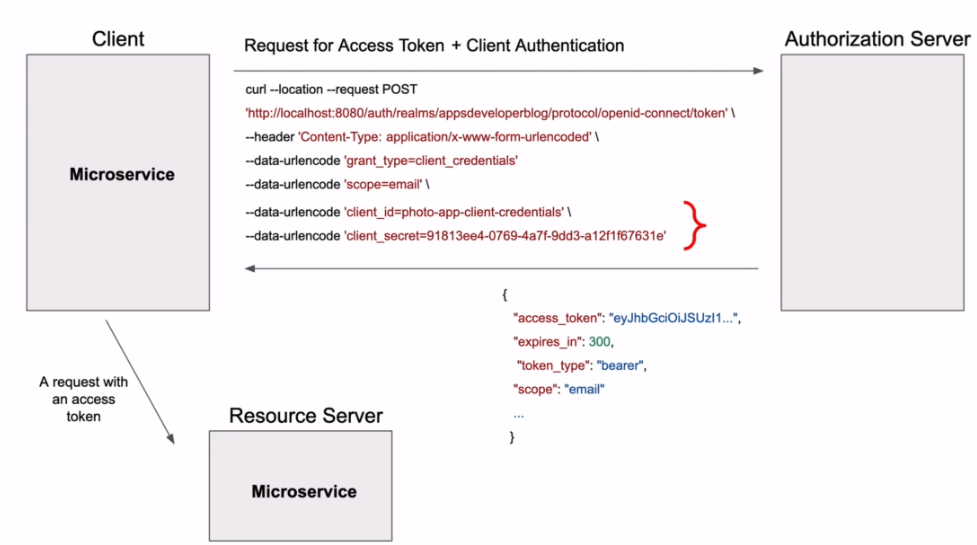 Client
Request for Access Token + Client Authentication
Authorization Server
curl --location --request POST
'http://localhost:8080/auth/realms/appsdeveloperblog/protocol/openid-connect/token' \
--header 'Content-Type: application/x-www-form-urlencoded' \
--data-urlencode 'grant_type=client_credentials'
--data-urlencode 'scope=email' \
--data-urlencode 'client_id=photo-app-client-credentials' \
--data-urlencode 'client_secret=91813ee4-0769-4a7f-9dd3-a12f1f67631e'
Microservice
{
"access_token": "eyJhbGciOiJSUzI1...",
"expires_in": 300,
"token_type": "bearer",
"scope": "email"
...
}
A request with
an access
token
Resource Server
Microservice